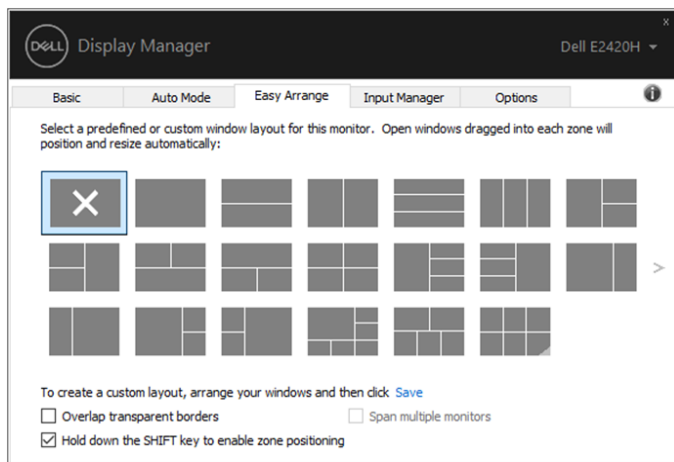 x
DELL Display Manager Dell E2420H
Basic Auto Mode Easy Arrange Input Manager Options
Select a predefined or custom window layout for this monitor. Open windows dragged into each zone will
position and resize automatically:
To create a custom layout, arrange your windows and then click Save
Overlap transparent borders Span multiple monitors
Hold down the SHIFT key to enable zone positioning